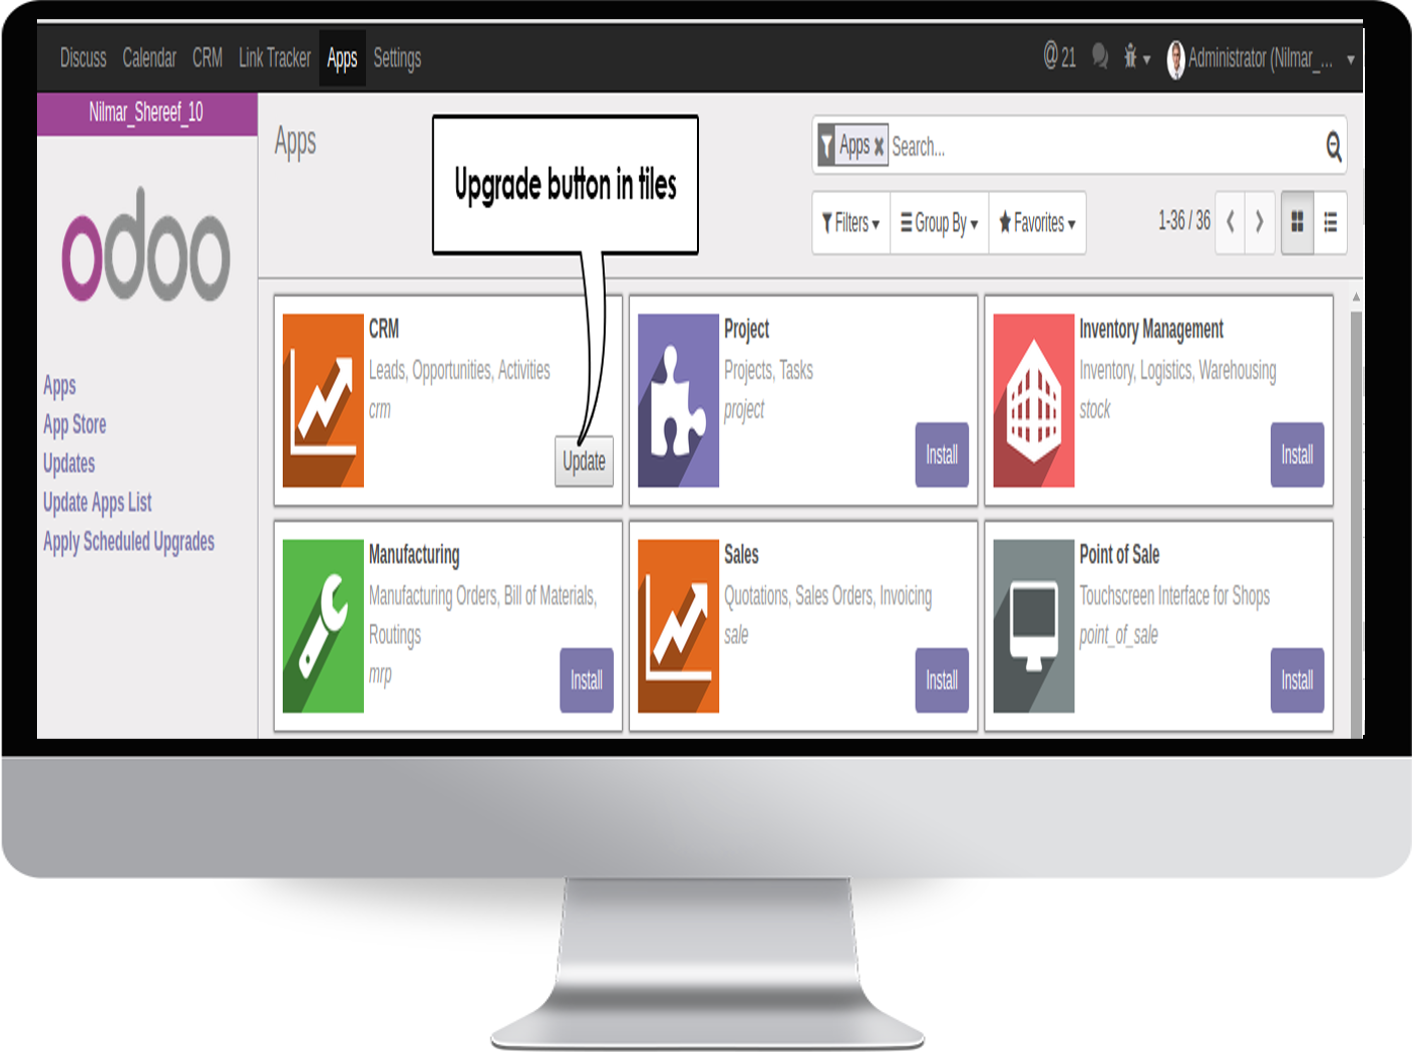 Discuss Calendar CRM Link Tracker Apps Settings
@ 21 Administrator (Nilmar_...
Nilmar_Shereef_10
odoo
Apps
App Store
Updates
Update Apps List
Apply Scheduled Upgrades
Apps
Upgrade button in tiles
Apps Search...
Filters Group By Favorites
1-36 / 36
CRM
Leads, Opportunities, Activities
crm
Update
Project
Projects, Tasks
project
Install
Inventory Management
Inventory, Logistics, Warehousing
stock
Install
Manufacturing
Manufacturing Orders, Bill of Materials,
Routings
mrp
Install
Sales
Quotations, Sales Orders, Invoicing
sale
Install
Point of Sale
Touchscreen Interface for Shops
point_of_sale
Install